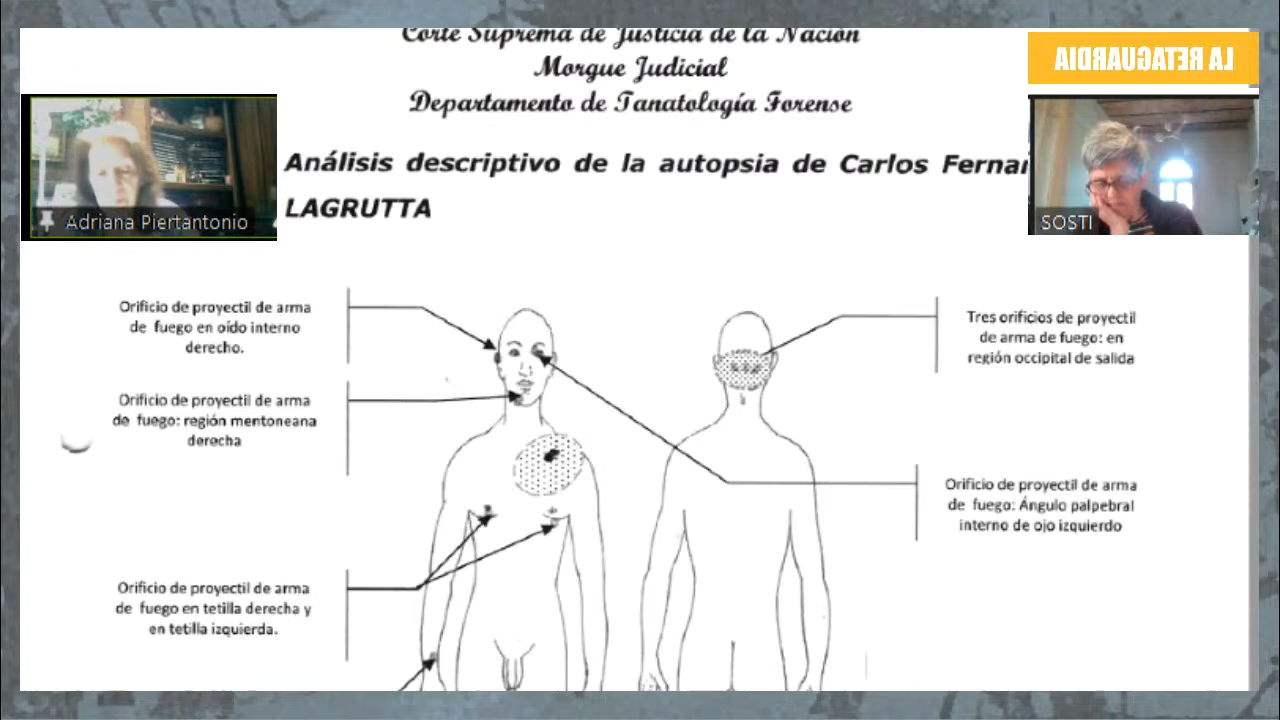 Corte Suprema de Justicia de la Nación
Morgue Judicial
Departamento de Tanatología Forense
LA RETAGUARDIA
Análisis descriptivo de la autopsia de Carlos Fernan
LAGRUTTA
Adriana Piertantonio
SOSTI
Orificio de proyectil de arma
de fuego en oído interno
derecho.
Orificio de proyectil de arma
de fuego: región mentoneana
derecha
Orificio de proyectil de arma
de fuego en tetilla derecha y
en tetilla izquierda.
Tres orificios de proyectil
de arma de fuego: en
región occipital de salida
Orificio de proyectil de arma
de fuego: Ángulo palpebral
interno de ojo izquierdo